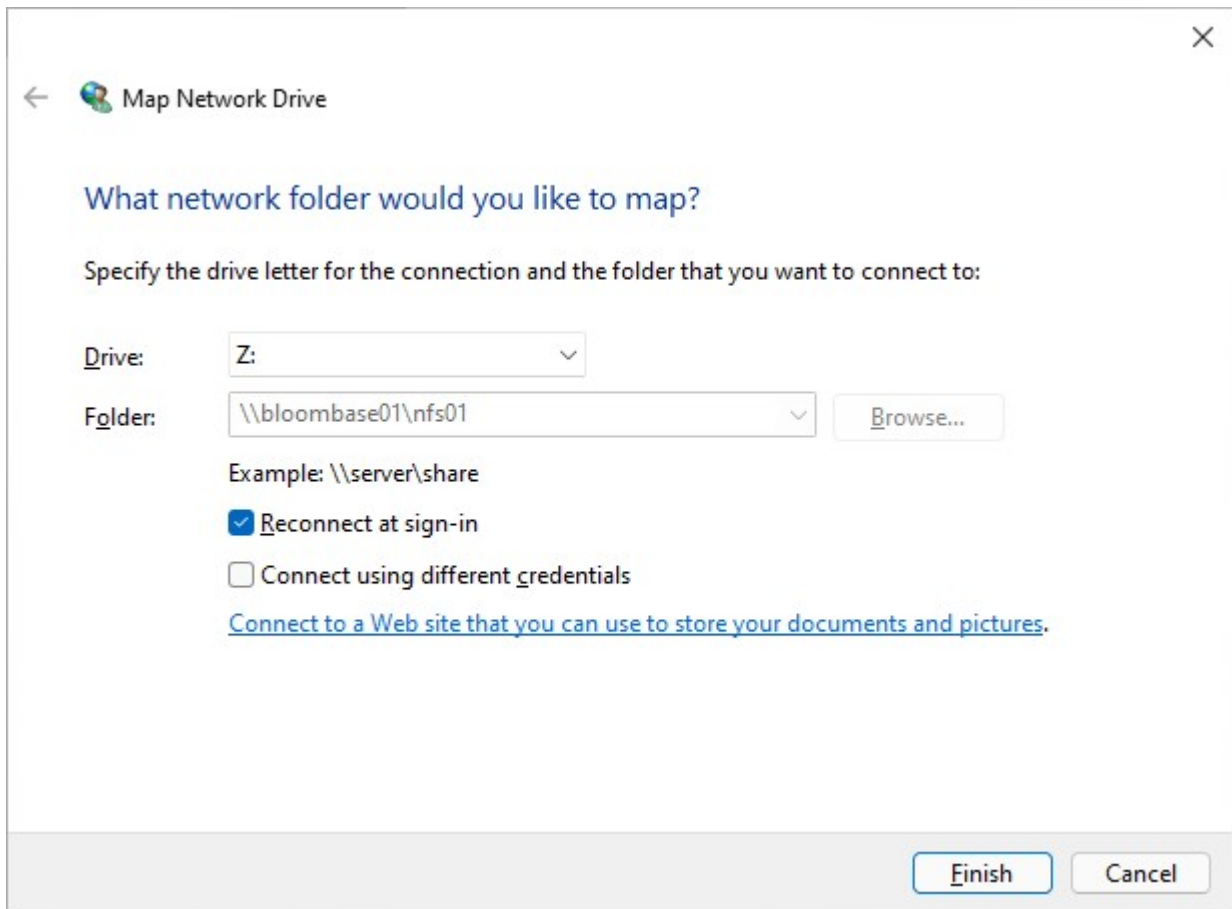 Map Network Drive
What network folder would you like to map?
Specify the drive letter for the connection and the folder that you want to connect to:
Drive: Z:
Folder: \\bloombase01\nfs01 Browse...
Example: \\server\share
Reconnect at sign-in
Connect using different credentials
Connect to a Web site that you can use to store your documents and pictures.
Finish Cancel